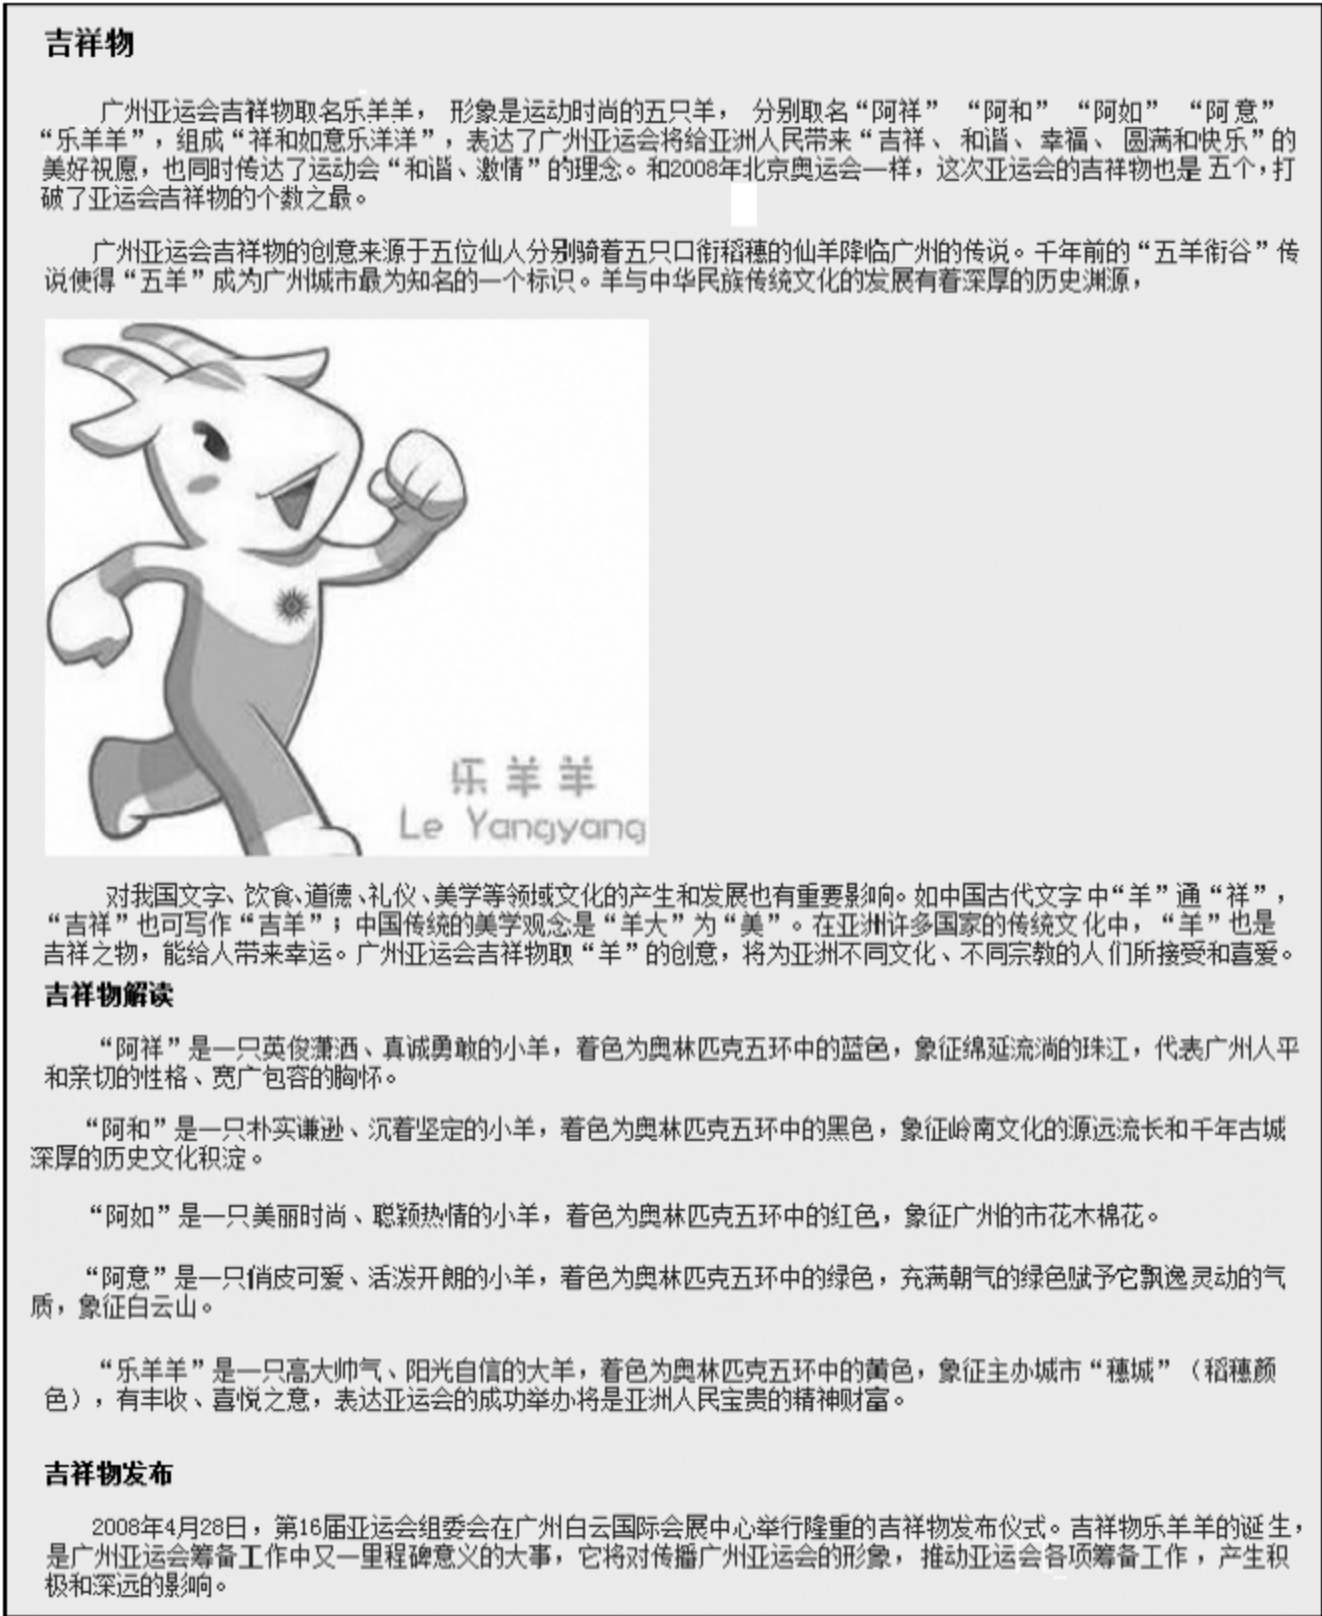 吉祥物
广州亚运会吉祥物取名乐羊羊， 形象是运动时尚的五只羊， 分别取名“阿祥” “阿和” “阿如” “阿意”
“乐羊羊”，组成“祥和如意乐洋洋”，表达了广州亚运会将给亚洲人民带来“吉祥、 和谐、 幸福、 圆满和快乐”的
美好祝愿，也同时传达了运动会“和谐、激情”的理念。和2008年北京奥运会一样，这次亚运会的吉祥物也是 五个，打
破了亚运会吉祥物的个数之最。
广州亚运会吉祥物的创意来源于五位仙人分别骑着五只口衔稻穗的仙羊降临广州的传说。千年前的“五羊衔谷”传
说使得“五羊”成为广州城市最为知名的一个标识。羊与中华民族传统文化的发展有着深厚的历史渊源，
乐羊羊
Le Yangyang
对我国文字、饮食、道德、礼仪、美学等领域文化的产生和发展也有重要影响。如中国古代文字中“羊”通“祥”，
“吉祥”也可写作“吉羊”；中国传统的美学观念是“羊大”为“美”。在亚洲许多国家的传统文化中，“羊”也是
吉祥之物，能给人带来幸运。广州亚运会吉祥物取“羊”的创意，将为亚洲不同文化、不同宗教的人们所接受和喜爱。
吉祥物解读
“阿祥”是一只英俊潇洒、真诚勇敢的小羊，着色为奥林匹克五环中的蓝色，象征绵延流淌的珠江，代表广州人平
和亲切的性格、宽广包容的胸怀。
“阿和”是一只朴实谦逊、沉着坚定的小羊，着色为奥林匹克五环中的黑色，象征岭南文化的源远流长和千年古城
深厚的历史文化积淀。
“阿如”是一只美丽时尚、聪颖热情的小羊，着色为奥林匹克五环中的红色，象征广州的市花木棉花。
“阿意”是一只俏皮可爱、活泼开朗的小羊，着色为奥林匹克五环中的绿色，充满朝气的绿色赋予它飘逸灵动的气
质，象征白云山。
“乐羊羊”是一只高大帅气、阳光自信的大羊，着色为奥林匹克五环中的黄色，象征主办城市“穗城”（稻穗颜
色），有丰收、喜悦之意，表达亚运会的成功举办将是亚洲人民宝贵的精神财富。
吉祥物发布
2008年4月28日，第16届亚运会组委会在广州白云国际会展中心举行隆重的吉祥物发布仪式。吉祥物乐羊羊的诞生，
是广州亚运会筹备工作中又一里程碑意义的大事，它将对传播广州亚运会的形象， 推动亚运会各项筹备工作，产生积
极和深远的影响。